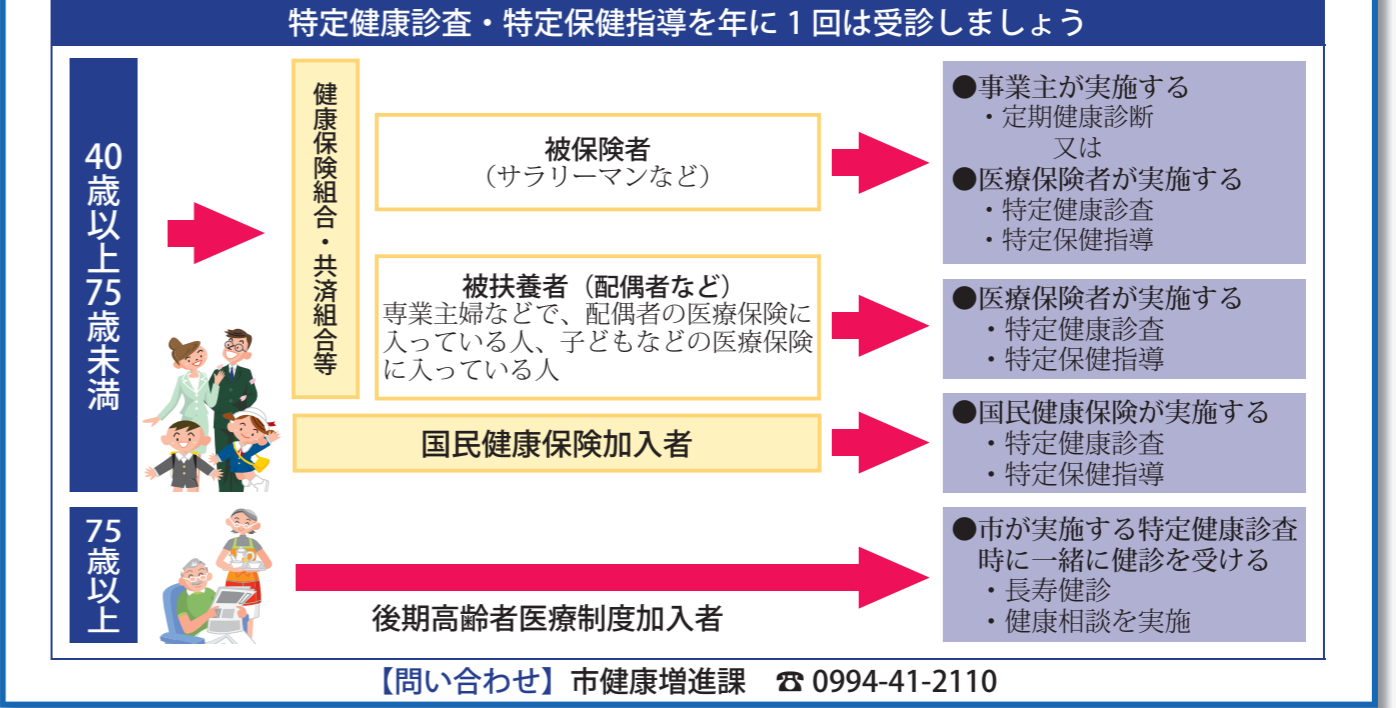 特定健康診査・特定保健指導を年に1回は受診しましょう
40歳以上75歳未満
健康保険組合・共済組合等
被保険者
（サラリーマンなど）
●事業主が実施する
・定期健康診断
又は
●医療保険者が実施する
・特定健康診査
・特定保健指導
被扶養者（配偶者など）
専業主婦などで、配偶者の医療保険に
入っている人、子どもなどの医療保険
に入っている人
●医療保険者が実施する
・特定健康診査
・特定保健指導
国民健康保険加入者
●国民健康保険が実施する
・特定健康診査
・特定保健指導
75歳以上
後期高齢者医療制度加入者
●市が実施する特定健康診査
時に一緒に健診を受ける
・長寿健診
・健康相談を実施
【問い合わせ】市健康増進課　☎ 0994-41-2110